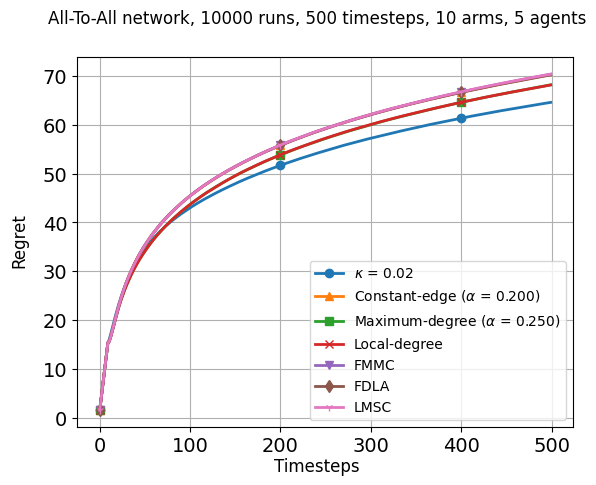 All-To-All network, 10000 runs, 500 timesteps, 10 arms, 5 agents
70
60
50
40
30
20
10
0
Regret
κ = 0.02
Constant-edge (α = 0.200)
Maximum-degree (α = 0.250)
Local-degree
FMMC
FDLA
LMSC
0 100 200 300 400 500
Timesteps